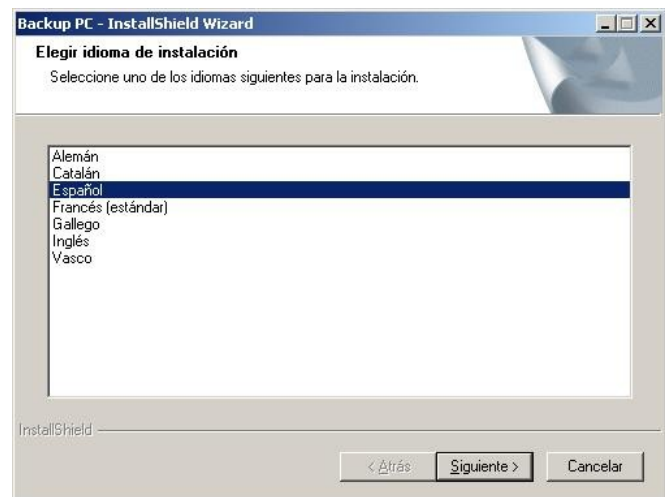 Backup PC - InstallShield Wizard
Elegir idioma de instalación
Seleccione uno de los idiomas siguientes para la instalación.
Alemán
Catalán
Español
Francés (estándar)
Gallego
Inglés
Vasco
InstallShield
< Atrás Siguiente > Cancelar